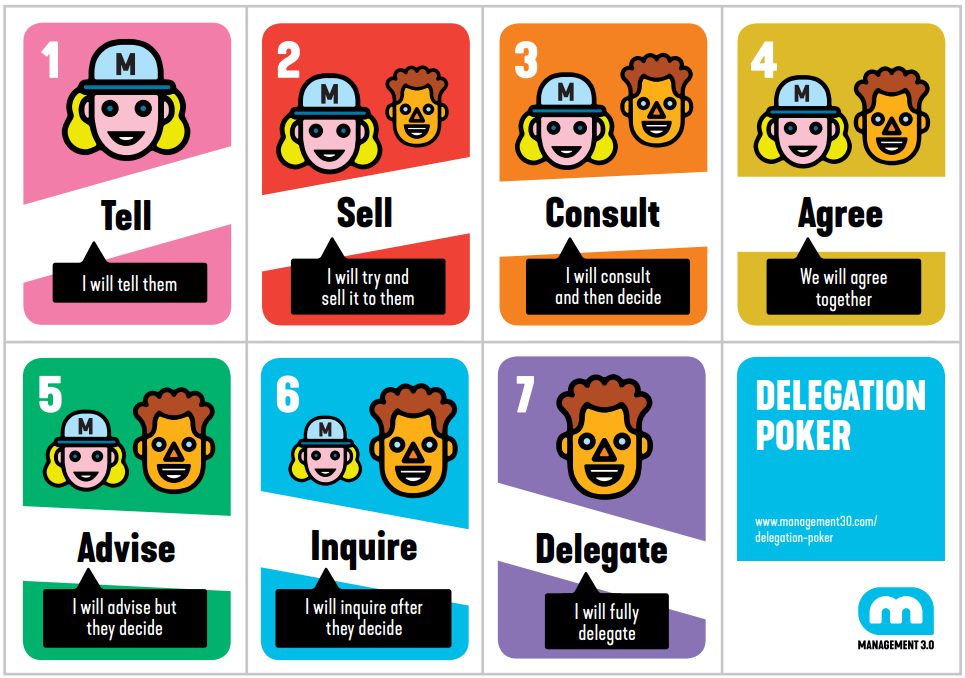 1
M
Tell
I will tell them
2
M
Sell
I will try and
sell it to them
3
M
Consult
I will consult
and then decide
4
M
Agree
We will agree
together
5
M
Advise
I will advise but
they decide
6
M
Inquire
I will inquire after
they decide
7
Delegate
I will fully
delegate
DELEGATION
POKER
www.management30.com/
delegation-poker
m
MANAGEMENT 3.0